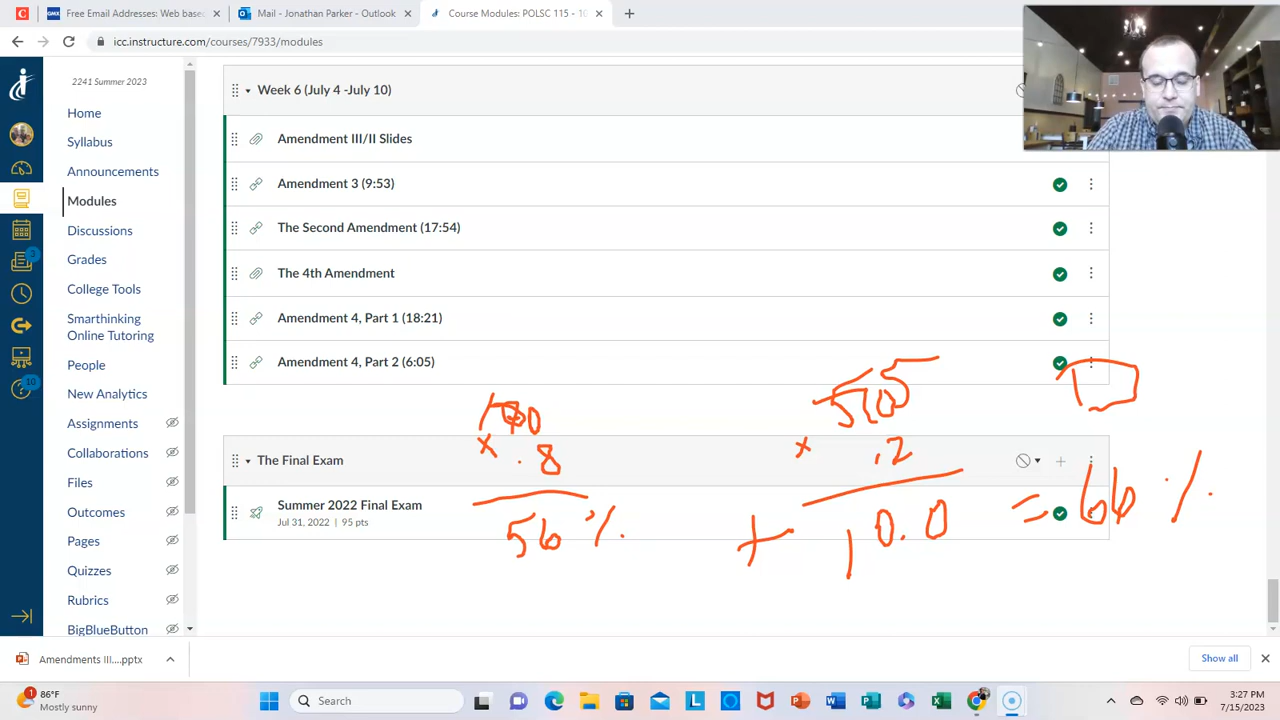 Free Email Addresses: Web base
Mail - Jonathan Parker - Outlook
Course Modules: POLSC 115 - 10
icc.instructure.com/courses/7933/modules
2241 Summer 2023
Home
Syllabus
Announcements
Modules
Discussions
Grades
College Tools
Smarthinking
Online Tutoring
People
New Analytics
Assignments
Collaborations
Files
Outcomes
Pages
Quizzes
Rubrics
BigBlueButton
3
10
Week 6 (July 4 -July 10)
Amendment III/II Slides
Amendment 3 (9:53)
The Second Amendment (17:54)
The 4th Amendment
Amendment 4, Part 1 (18:21)
Amendment 4, Part 2 (6:05)
The Final Exam
Summer 2022 Final Exam
Jul 31, 2022 | 95 pts
x .8
56 %
x .2
+ 10.0
= 66 %
Amendments III....pptx
Show all
1
86°F
Mostly sunny
Search
3:27 PM
7/15/2023